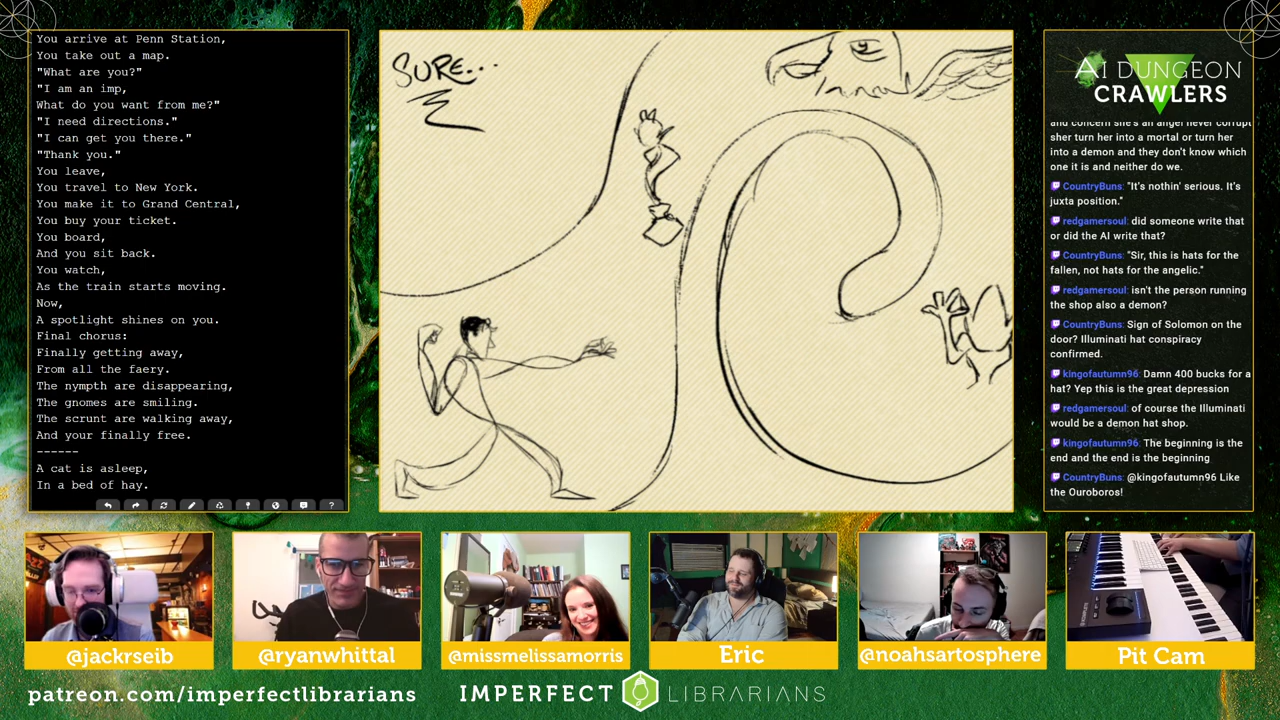 You arrive at Penn Station,
You take out a map.
"What are you?"
"I am an imp,
What do you want from me?"
"I need directions."
"I can get you there."
"Thank you."
You leave,
You travel to New York.
You make it to Grand Central,
You buy your ticket.
You board,
And you sit back.
You watch,
As the train starts moving.
Now,
A spotlight shines on you.
Final chorus:
Finally getting away,
From all the faery.
The nympth are disappearing,
The gnomes are smiling.
The scrunt are walking away,
And your finally free.
------
A cat is asleep,
In a bed of hay.
?
SURE...
AI DUNGEON
CRAWLERS
and concern she's an angel never corrupt
sher turn her into a mortal or turn her
into a demon and they don't know which
one it is and neither do we.
CountryBuns: "It's nothin' serious. It's
juxta position."
redgamersoul: did someone write that
or did the AI write that?
CountryBuns: "Sir, this is hats for the
fallen, not hats for the angelic."
redgamersoul: isn't the person running
the shop also a demon?
CountryBuns: Sign of Solomon on the
door? Illuminati hat conspiracy
confirmed.
kingofautumn96: Damn 400 bucks for a
hat? Yep this is the great depression
redgamersoul: of course the Illuminati
would be a demon hat shop.
kingofautumn96: The beginning is the
end and the end is the beginning
CountryBuns: @kingofautumn96 Like
the Ouroboros!
@jackrseib
@ryanwhittal
@missmelissamorris
Eric
@noahsartosphere
Pit Cam
patreon.com/imperfectlibrarians
IMPERFECT LIBRARIANS